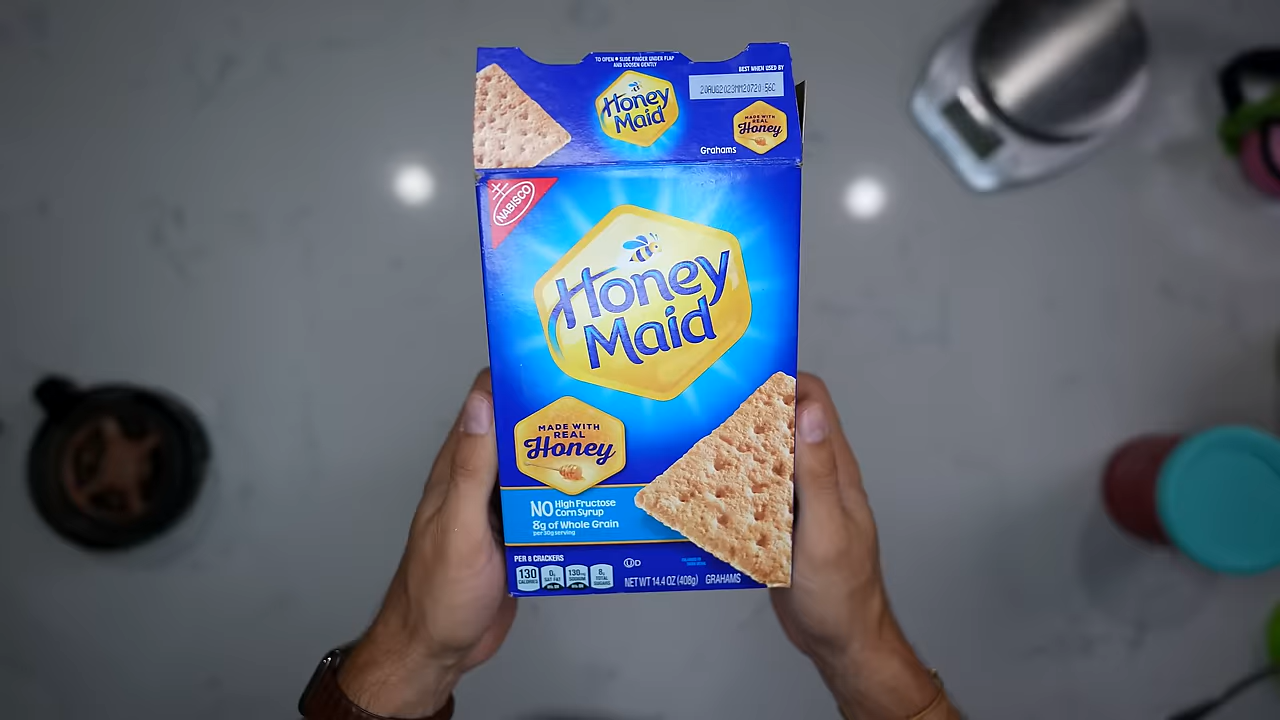 TO OPEN • SLIDE FINGER UNDER FLAP
AND LOOSEN GENTLY
BEST WHEN USED BY
20AUG2023
Honey
Maid
MADE WITH
REAL
Honey
Grahams
NABISCO
Honey
Maid
MADE WITH
REAL
Honey
NO High Fructose
Corn Syrup
8g of Whole Grain
per 30g serving
PER 8 CRACKERS
130
CALORIES
0g
SAT FAT
130mg
SODIUM
8g
TOTAL
SUGARS
UD
NET WT 14.4 OZ (408g) GRAHAMS